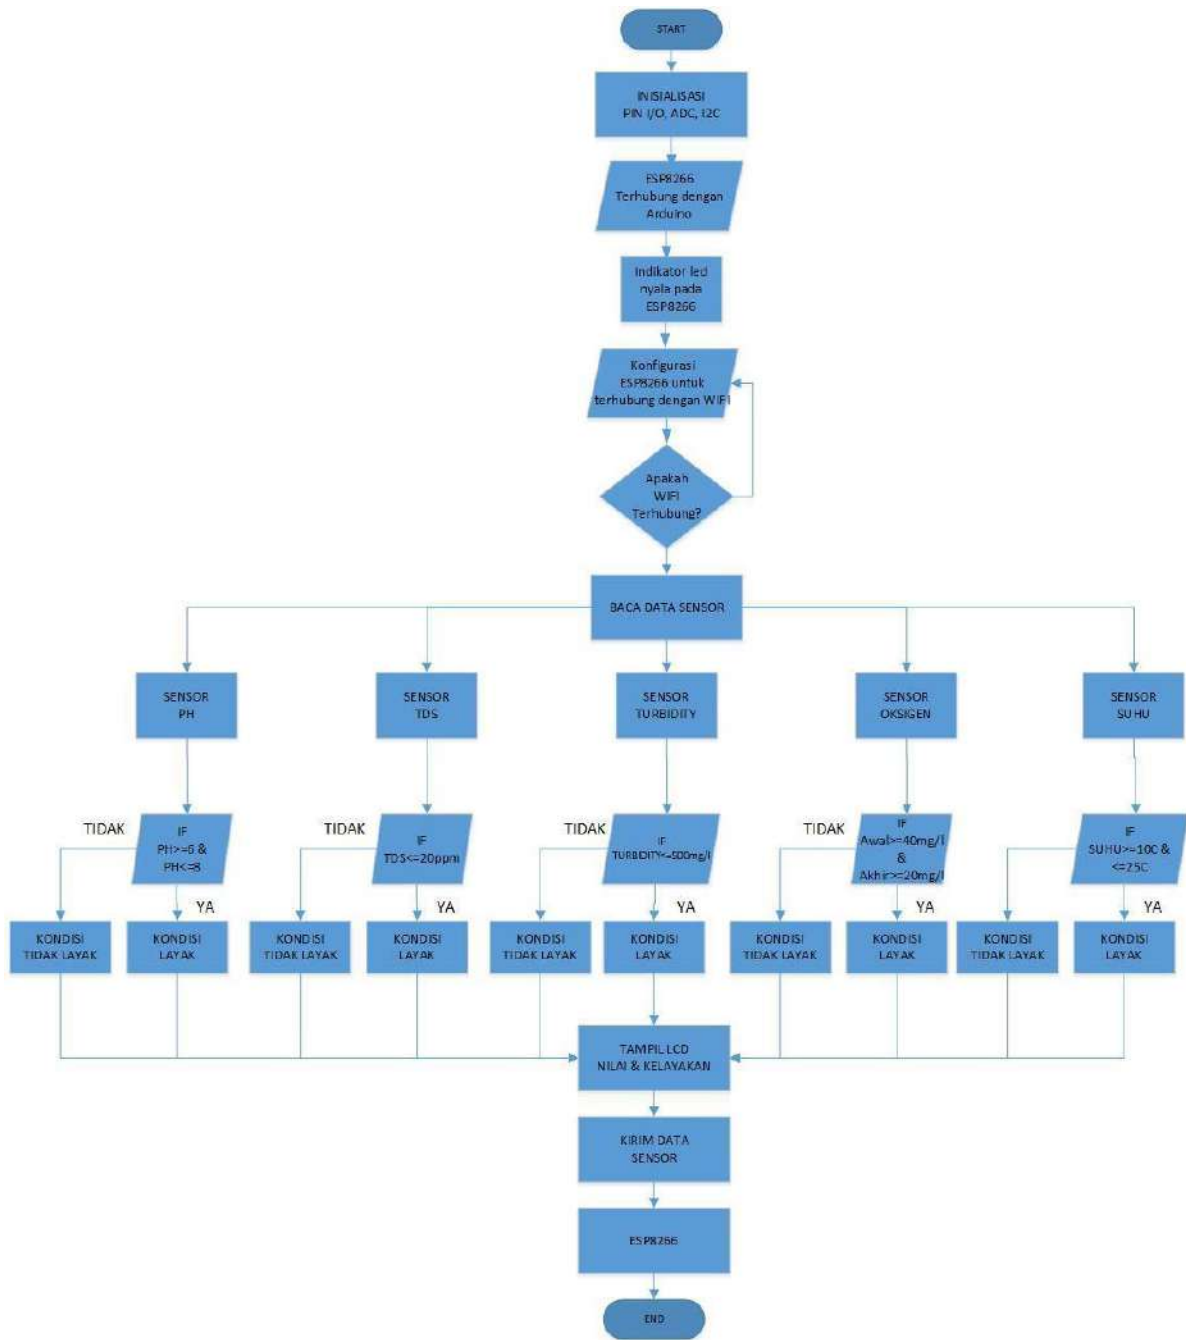 START
INISIALISASI
PIN I/O, ADC, I2C
ESP8266
Terhubung dengan
Arduino
Indikator led
nyala pada
ESP8266
Konfigurasi
ESP8266 untuk
terhubung dengan WIFI
Apakah
WIFI
Terhubung?
BACA DATA SENSOR
SENSOR
PH
SENSOR
TDS
SENSOR
TURBIDITY
SENSOR
OKSIGEN
SENSOR
SUHU
TIDAK
IF
PH>=6 &
PH<=8
TIDAK
IF
TDS<=20ppm
TIDAK
IF
TURBIDITY<=500mg/l
TIDAK
IF
Awal>=40mg/l
&
Akhir>=20mg/l
IF
SUHU>=10C &
<=25C
YA
YA
YA
YA
YA
KONDISI
TIDAK LAYAK
KONDISI
LAYAK
KONDISI
TIDAK LAYAK
KONDISI
LAYAK
KONDISI
TIDAK LAYAK
KONDISI
LAYAK
KONDISI
TIDAK LAYAK
KONDISI
LAYAK
KONDISI
TIDAK LAYAK
KONDISI
LAYAK
TAMPIL LCD
NILAI & KELAYAKAN
KIRIM DATA
SENSOR
ESP8266
END